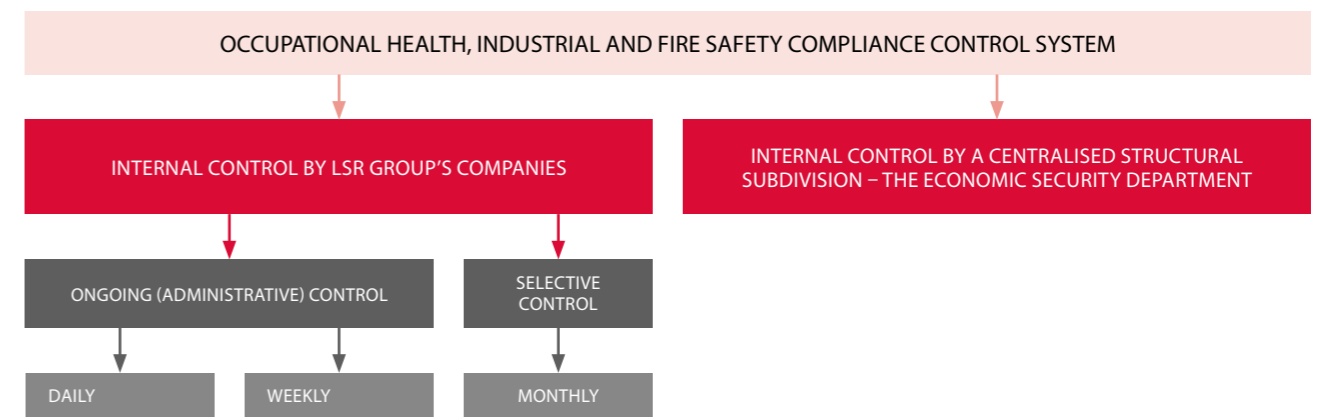 OCCUPATIONAL HEALTH, INDUSTRIAL AND FIRE SAFETY COMPLIANCE CONTROL SYSTEM
INTERNAL CONTROL BY LSR GROUP’S COMPANIES
INTERNAL CONTROL BY A CENTRALISED STRUCTURAL
SUBDIVISION – THE ECONOMIC SECURITY DEPARTMENT
ONGOING (ADMINISTRATIVE) CONTROL
SELECTIVE
CONTROL
DAILY
WEEKLY
MONTHLY